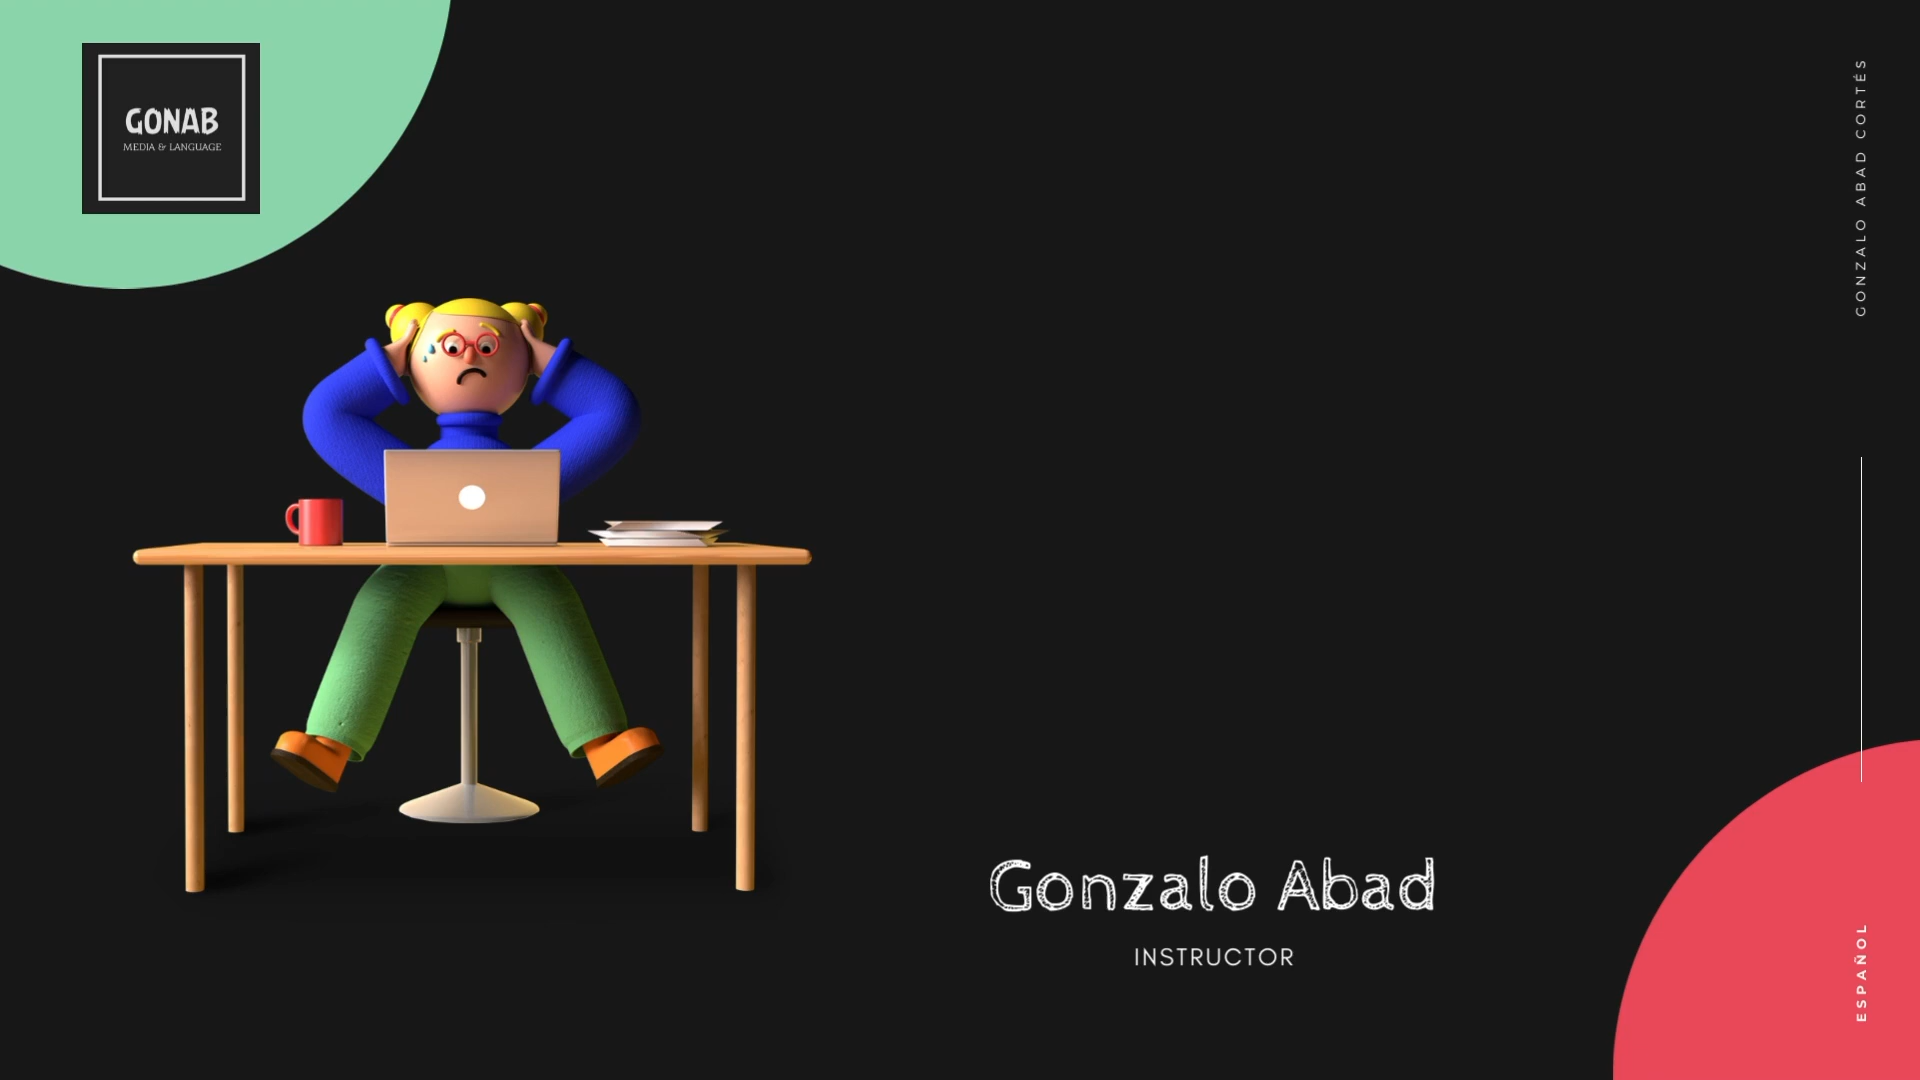 GONAB
MEDIA & LANGUAGE
GONZALO ABAD CORTÉS
Gonzalo Abad
INSTRUCTOR
ESPAÑOL